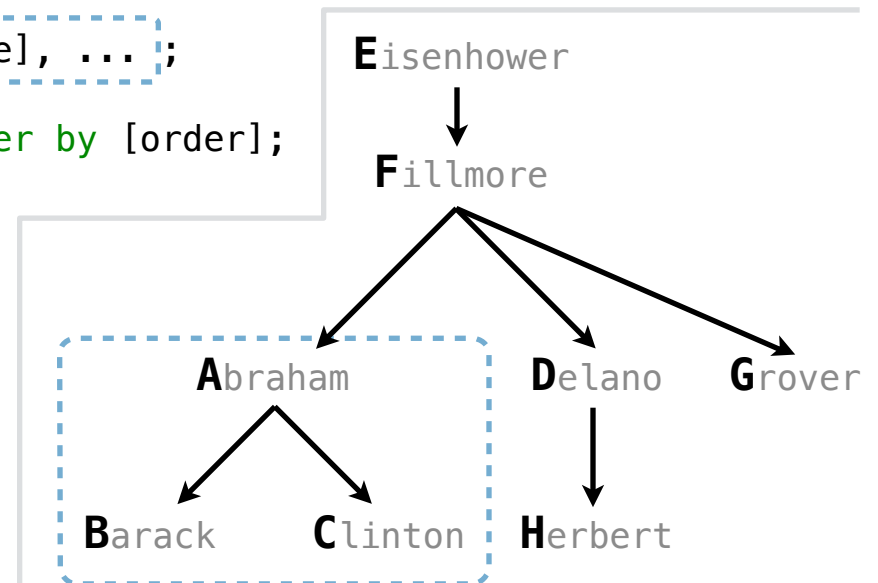 e], ... ;
er by [order];
Eisenhower
Fillmore
Abraham Delano Grover
Barack Clinton Herbert